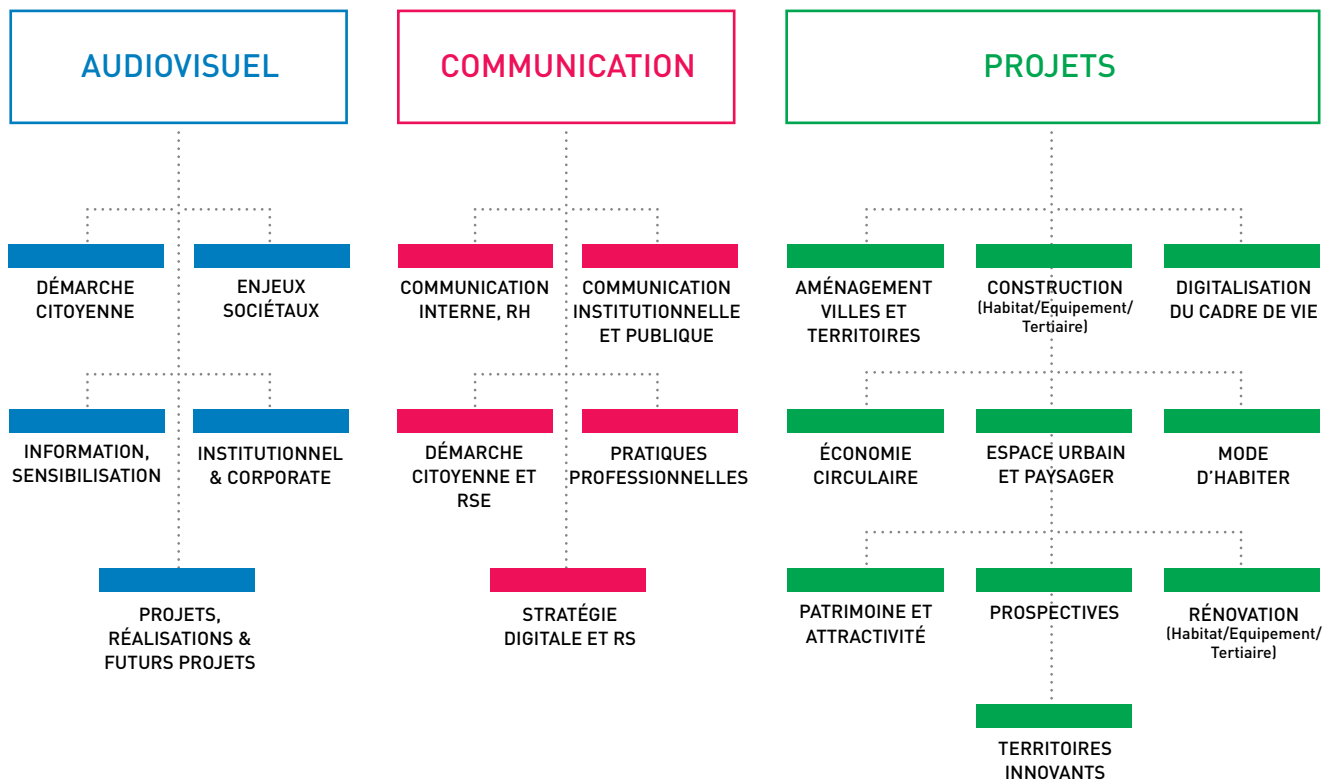 AUDIOVISUEL
DÉMARCHE
CITOYENNE
ENJEUX
SOCIÉTAUX
INFORMATION,
SENSIBILISATION
INSTITUTIONNEL
& CORPORATE
PROJETS,
RÉALISATIONS &
FUTURS PROJETS
COMMUNICATION
COMMUNICATION
INTERNE, RH
COMMUNICATION
INSTITUTIONNELLE
ET PUBLIQUE
DÉMARCHE
CITOYENNE ET
RSE
PRATIQUES
PROFESSIONNELLES
STRATÉGIE
DIGITALE ET RS
PROJETS
AMÉNAGEMENT
VILLES ET
TERRITOIRES
CONSTRUCTION
(Habitat/Equipement/
Tertiaire)
DIGITALISATION
DU CADRE DE VIE
ÉCONOMIE
CIRCULAIRE
ESPACE URBAIN
ET PAYSAGER
MODE
D'HABITER
PATRIMOINE ET
ATTRACTIVITÉ
PROSPECTIVES
RÉNOVATION
(Habitat/Equipement/
Tertiaire)
TERRITOIRES
INNOVANTS